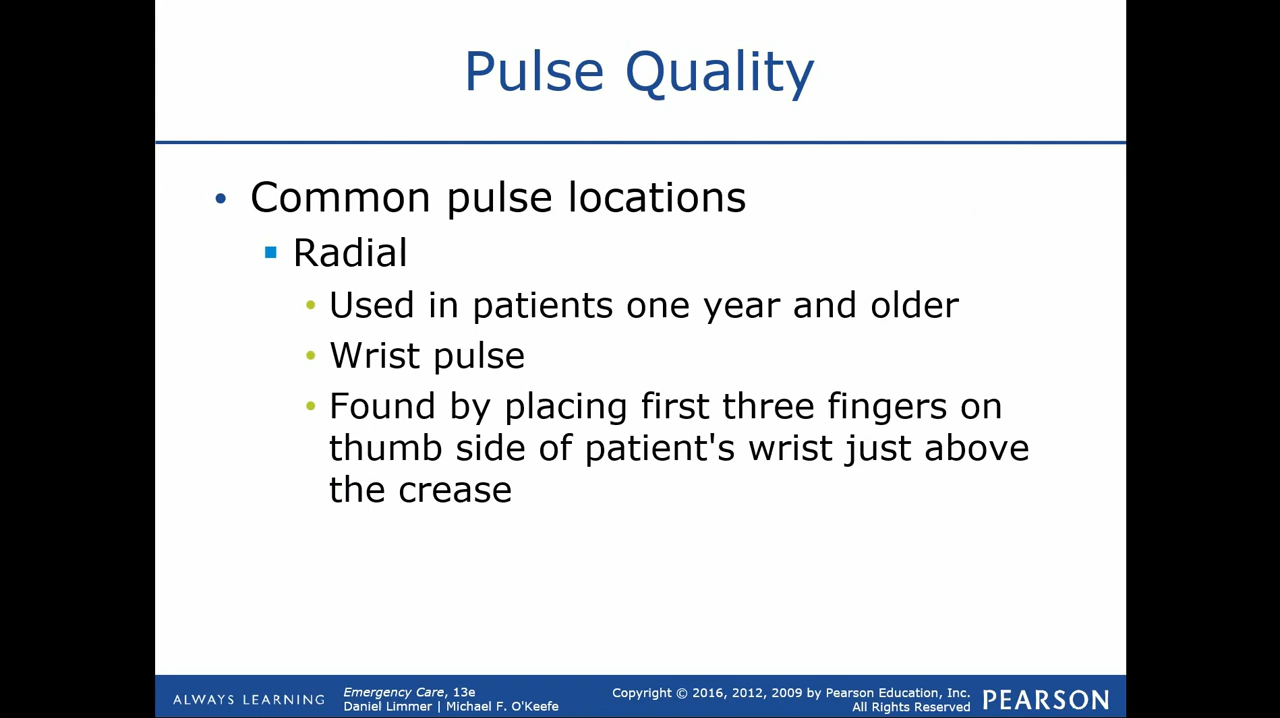 Pulse Quality
• Common pulse locations
▪ Radial
• Used in patients one year and older
• Wrist pulse
• Found by placing first three fingers on
thumb side of patient's wrist just above
the crease
ALWAYS LEARNING
Emergency Care, 13e
Daniel Limmer | Michael F. O'Keefe
Copyright © 2016, 2012, 2009 by Pearson Education, Inc.
All Rights Reserved
PEARSON